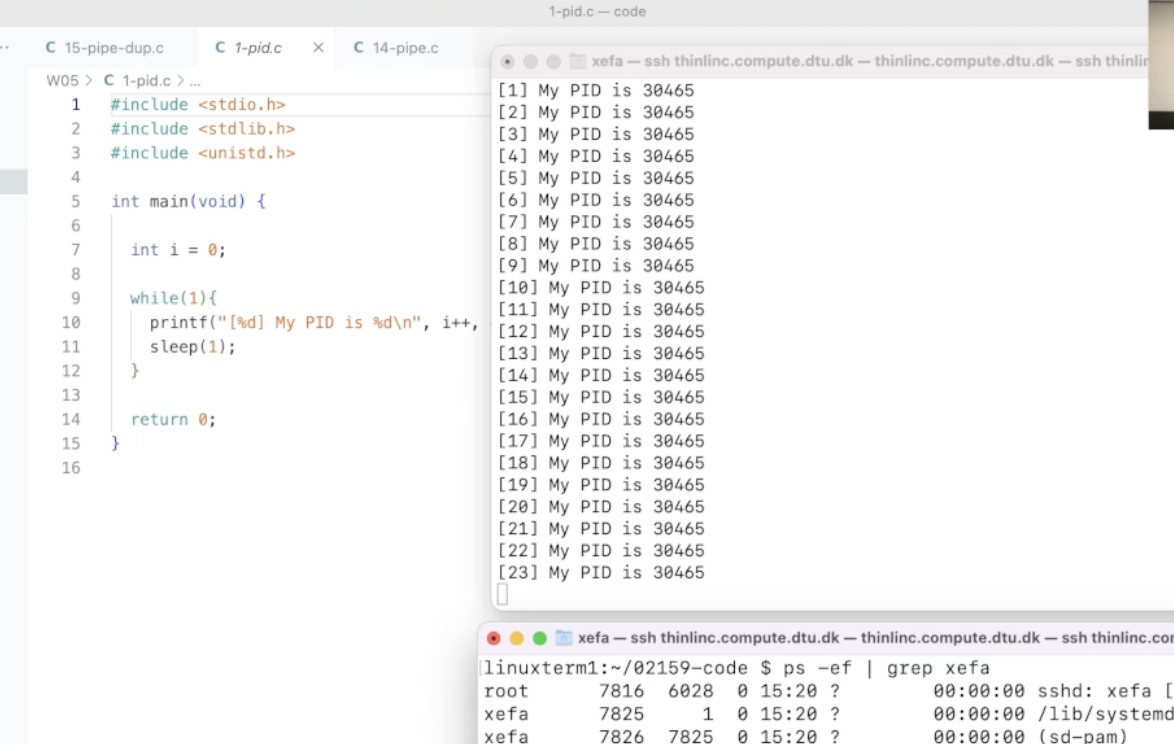 1-pid.c — code
C 15-pipe-dup.c
C 1-pid.c ×
C 14-pipe.c
W05 > C 1-pid.c > ...
1 #include <stdio.h>
2 #include <stdlib.h>
3 #include <unistd.h>
4
5 int main(void) {
6
7 int i = 0;
8
9 while(1){
10 printf("[%d] My PID is %d\n", i++,
11 sleep(1);
12 }
13
14 return 0;
15 }
16
xefa — ssh thinlinc.compute.dtu.dk — thinlinc.compute.dtu.dk — ssh thinlin
[1] My PID is 30465
[2] My PID is 30465
[3] My PID is 30465
[4] My PID is 30465
[5] My PID is 30465
[6] My PID is 30465
[7] My PID is 30465
[8] My PID is 30465
[9] My PID is 30465
[10] My PID is 30465
[11] My PID is 30465
[12] My PID is 30465
[13] My PID is 30465
[14] My PID is 30465
[15] My PID is 30465
[16] My PID is 30465
[17] My PID is 30465
[18] My PID is 30465
[19] My PID is 30465
[20] My PID is 30465
[21] My PID is 30465
[22] My PID is 30465
[23] My PID is 30465
xefa — ssh thinlinc.compute.dtu.dk — thinlinc.compute.dtu.dk — ssh thinlinc.co
linuxterm1:~/02159-code $ ps -ef | grep xefa
root 7816 6028 0 15:20 ? 00:00:00 sshd: xefa [
xefa 7825 1 0 15:20 ? 00:00:00 /lib/systemd
xefa 7826 7825 0 15:20 ? 00:00:00 (sd-pam)